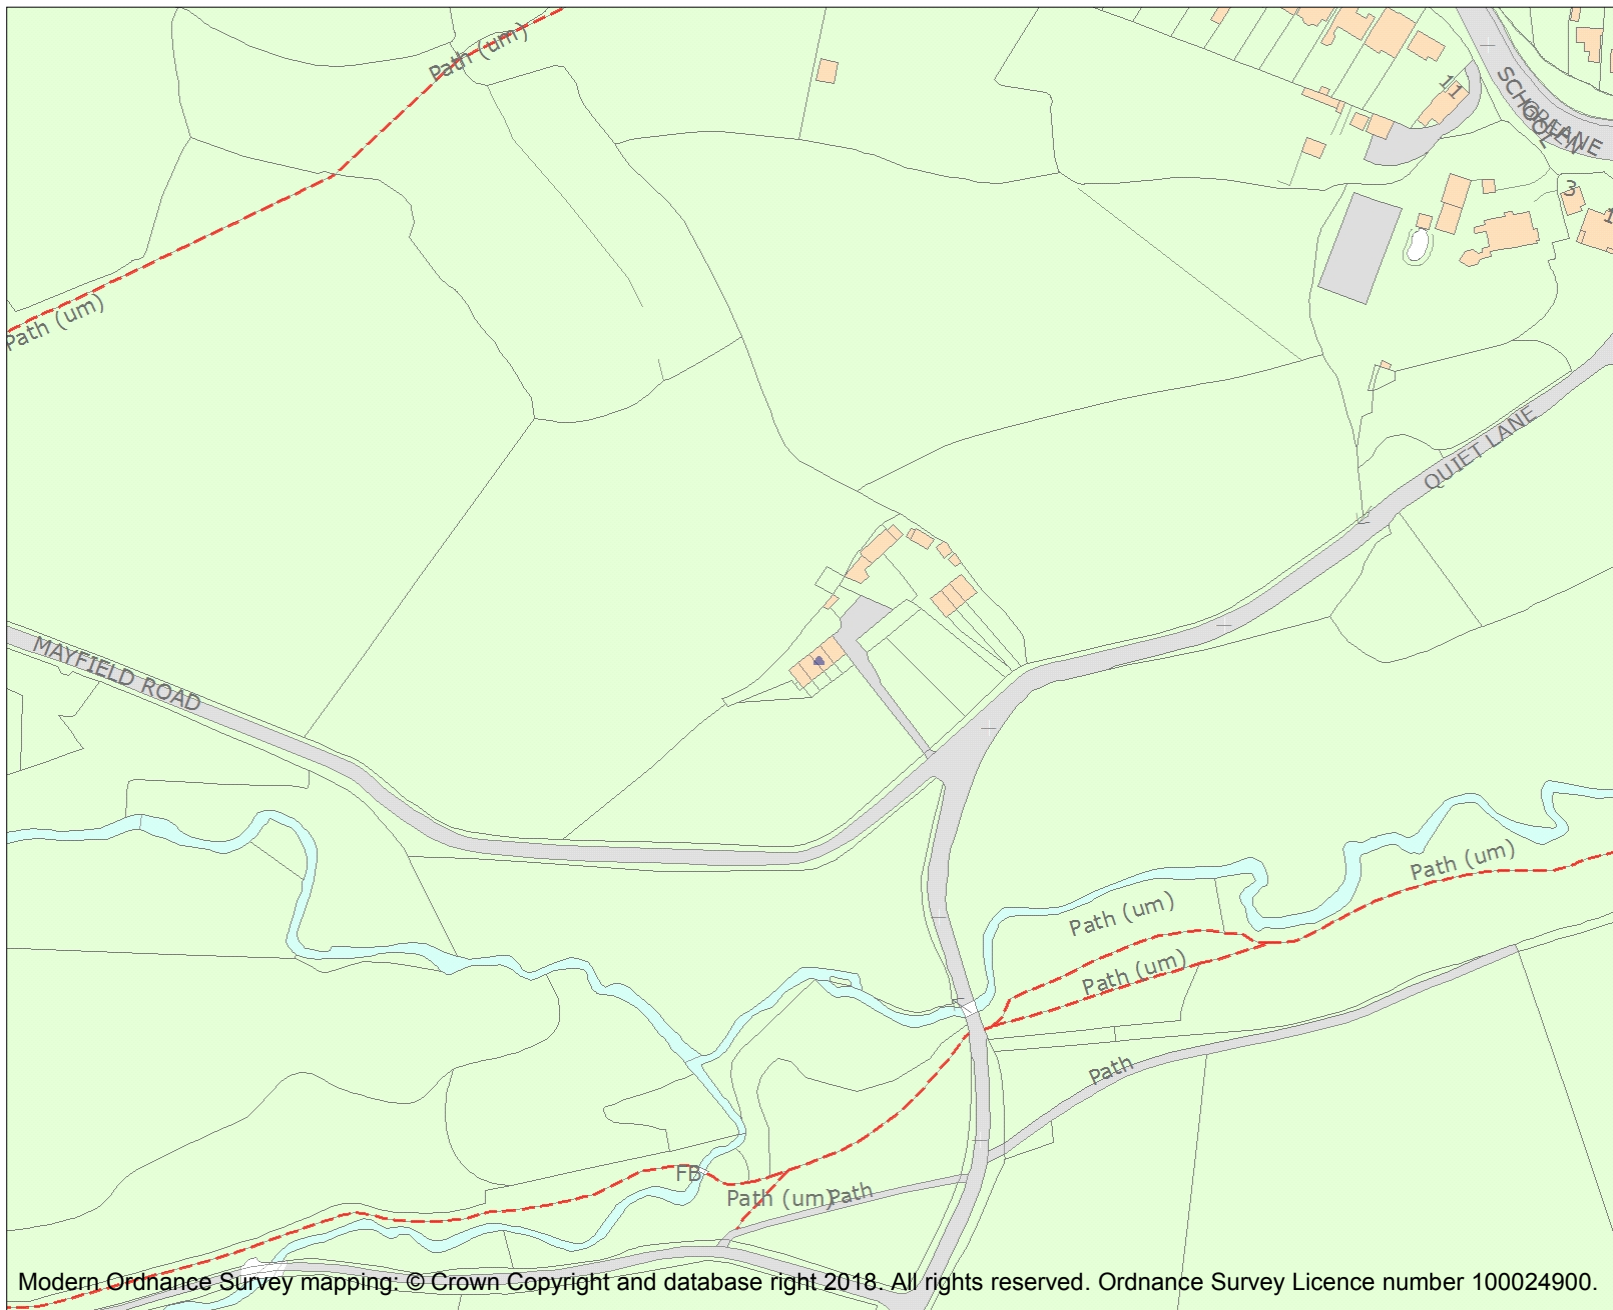 Path (um)
11
SCHOOL LANE
GREEN
3
1
Path (um)
QUIET LANE
MAYFIELD ROAD
Path (um)
Path (um)
Path (um)
Path
FB
Path (um)
Path
Modern Ordnance Survey mapping: © Crown Copyright and database right 2018. All rights reserved. Ordnance Survey Licence number 100024900.